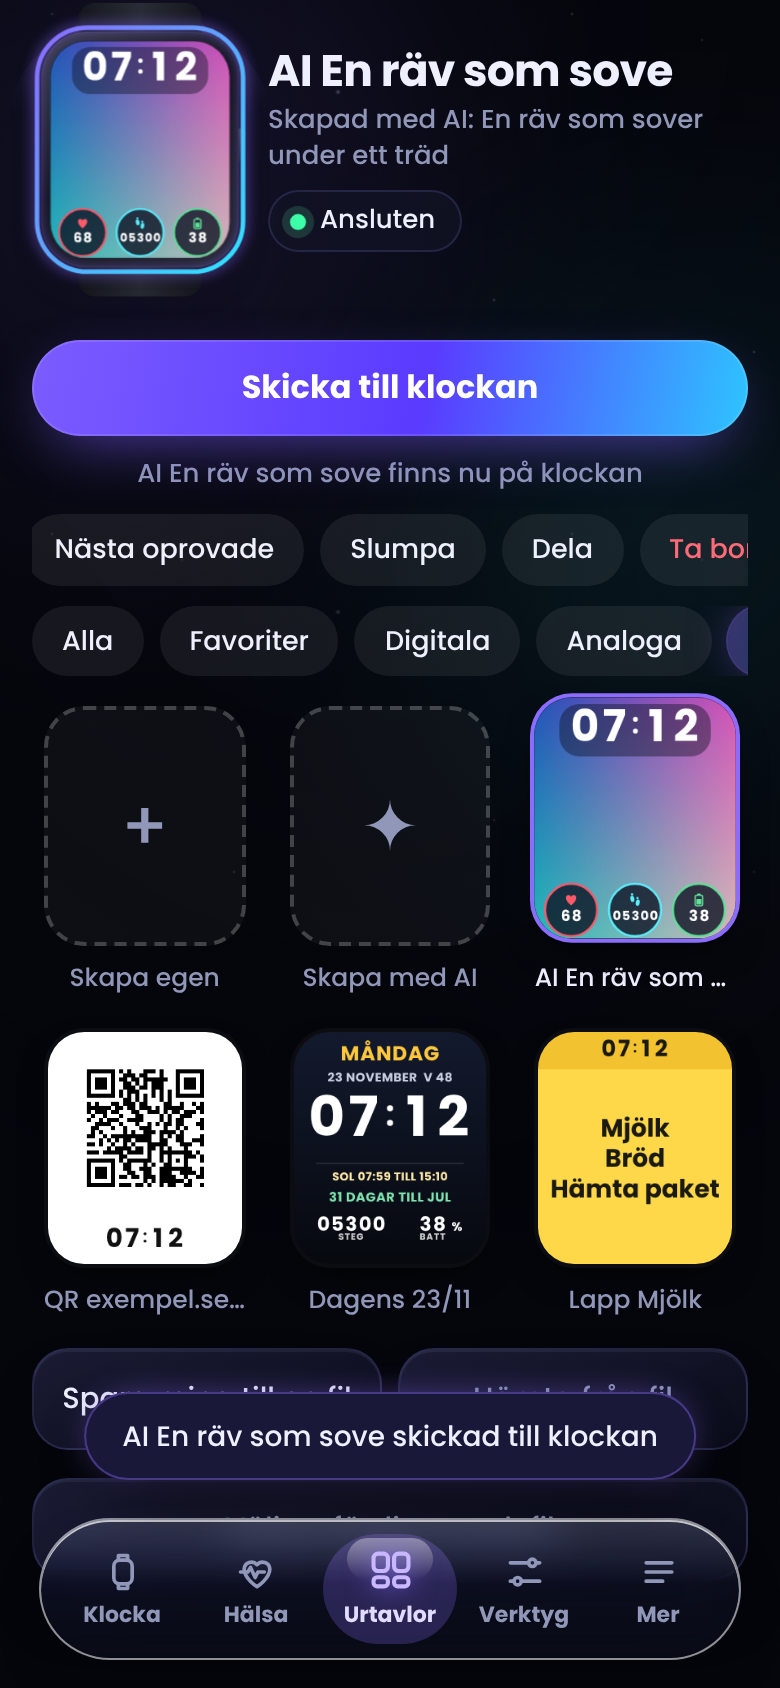 07:12
68
05300
38
AI En räv som sove
Skapad med AI: En räv som sover
under ett träd
Ansluten
Skicka till klockan
AI En räv som sove finns nu på klockan
Nästa oprovade
Slumpa
Dela
Ta bor
Alla
Favoriter
Digitala
Analoga
07:12
68
05300
38
Skapa egen
Skapa med AI
AI En räv som ...
07:12
MÅNDAG
23 NOVEMBER V 48
07:12
SOL 07:59 TILL 15:10
31 DAGAR TILL JUL
05300
STEG
38 %
BATT
07:12
Mjölk
Bröd
Hämta paket
QR exempel.se...
Dagens 23/11
Lapp Mjölk
AI En räv som sove skickad till klockan
Klocka
Hälsa
Urtavlor
Verktyg
Mer